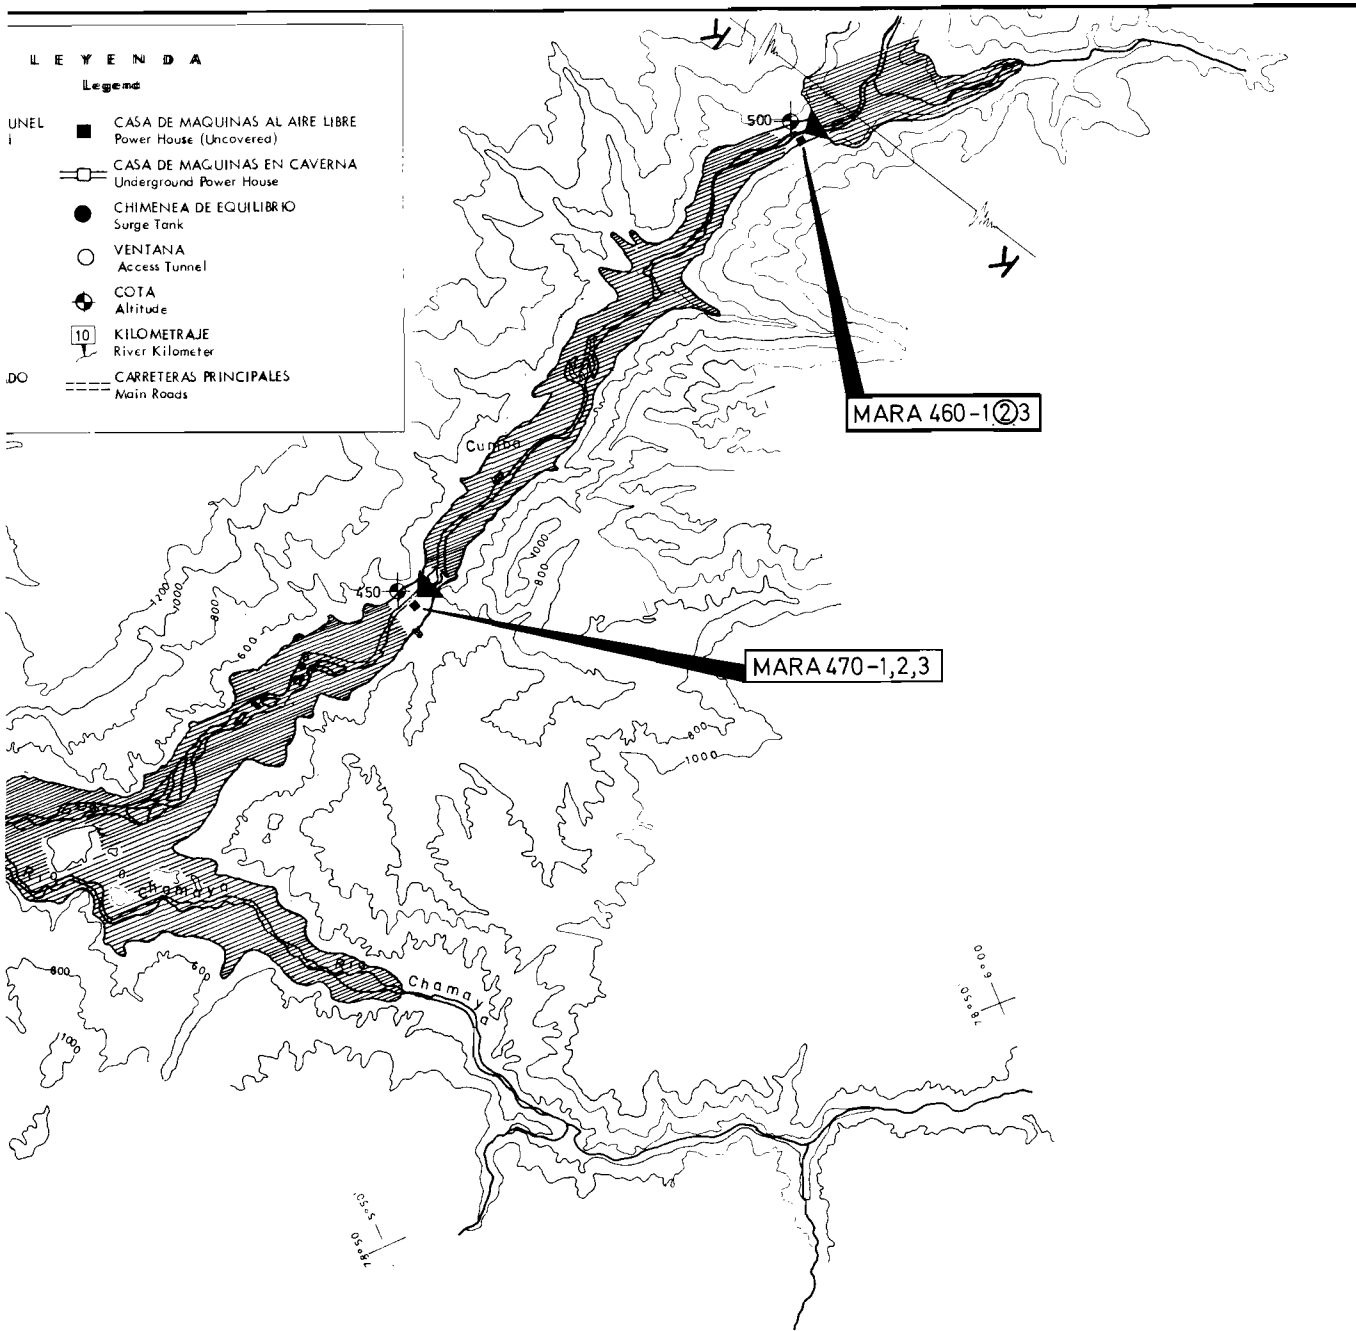 LEYENDA
Legend
UNEL
CASA DE MAQUINAS AL AIRE LIBRE
Power House (Uncovered)
CASA DE MAQUINAS EN CAVERNA
Underground Power House
CHIMENEA DE EQUILIBRIO
Surge Tank
VENTANA
Access Tunnel
COTA
Altitude
10
KILOMETRAJE
River Kilometer
DO
CARRETERAS PRINCIPALES
Main Roads
500
MARA 460-1②3
Cumba
1000
800
1200
1000
800
600
450
MARA 470-1,2,3
800
1000
Río
Chamaya
Río
Chamaya
600
600
1000
6°00'
78°50'
5°50'
78°50'